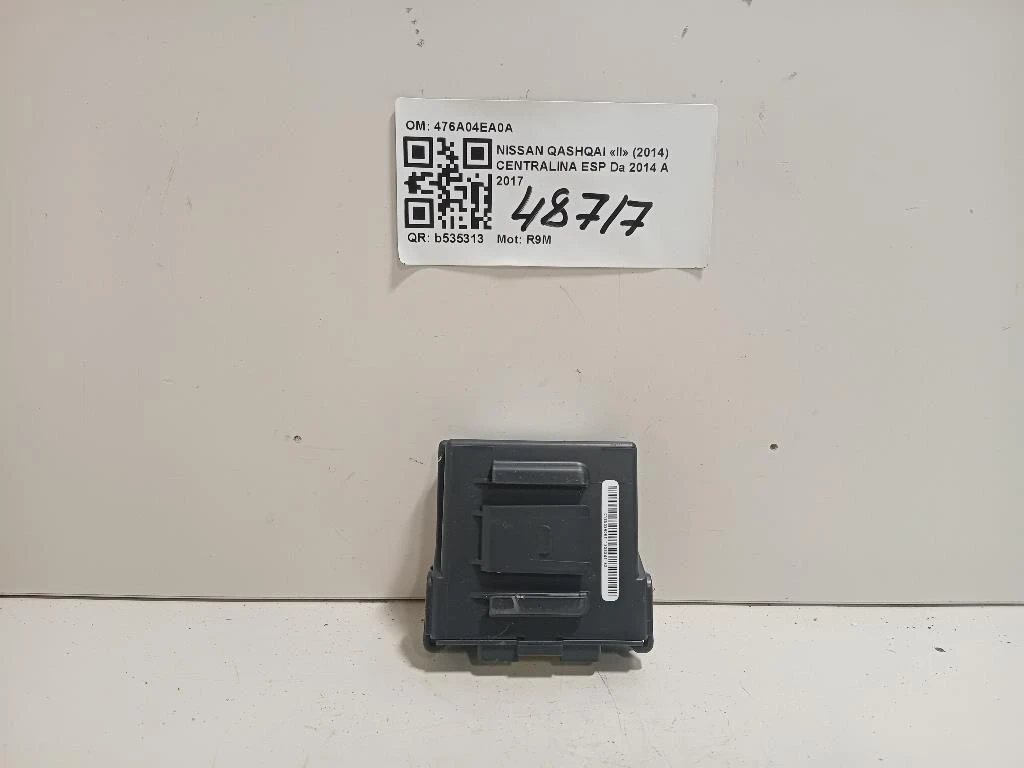 OM: 476A04EA0A
NISSAN QASHQAI «II» (2014)
CENTRALINA ESP Da 2014 A
2017
48717
QR: b535313 Mot: R9M